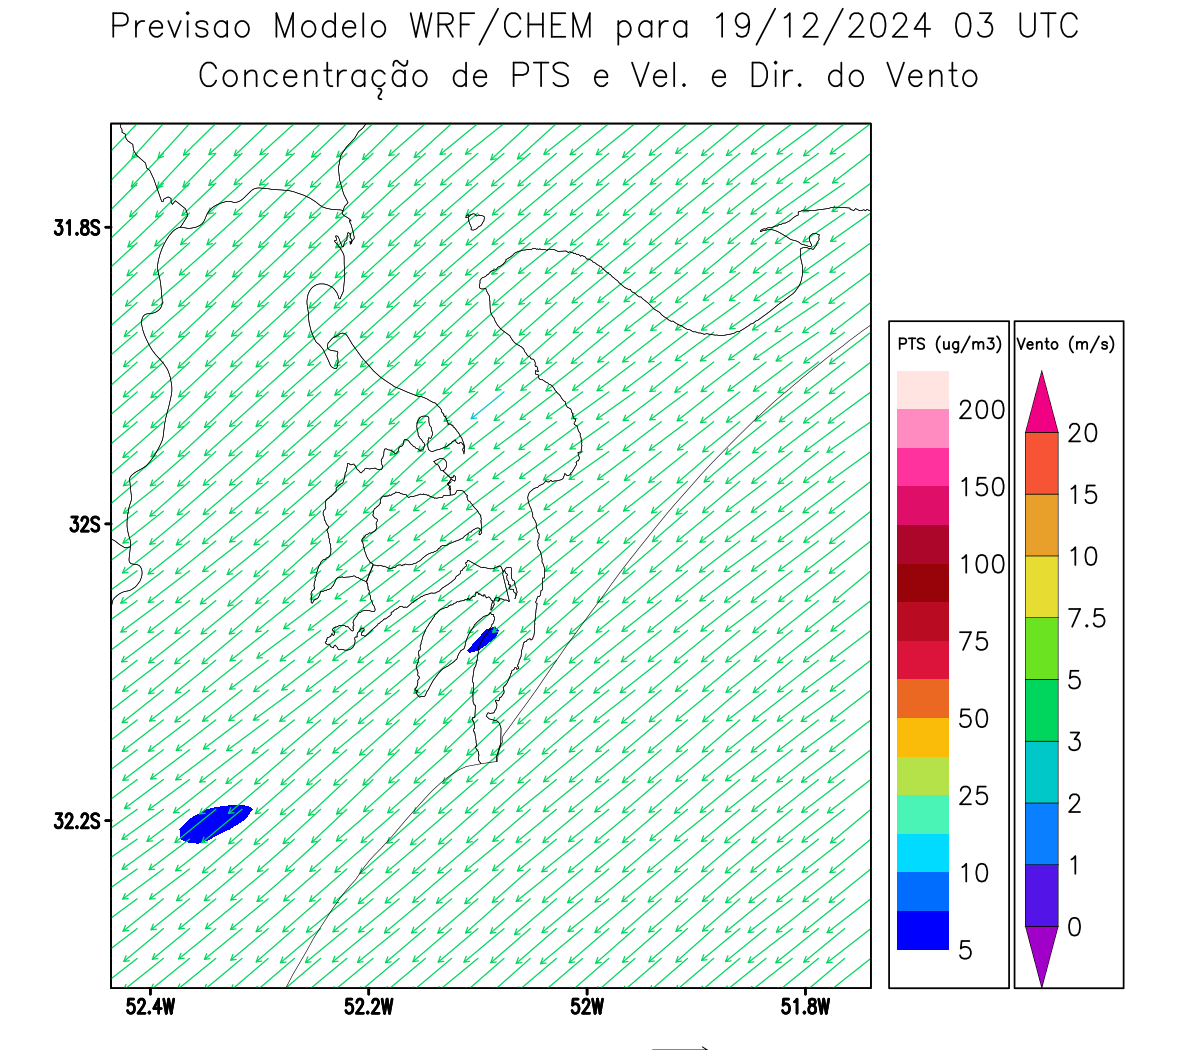 Previsao Modelo WRF/CHEM para 19/12/2024 03 UTC
Concentração de PTS e Vel. e Dir. do Vento
31.8S
32S
32.2S
52.4W
52.2W
52W
51.8W
PTS (ug/m3)
200
150
100
75
50
25
10
5
Vento (m/s)
20
15
10
7.5
5
3
2
1
0